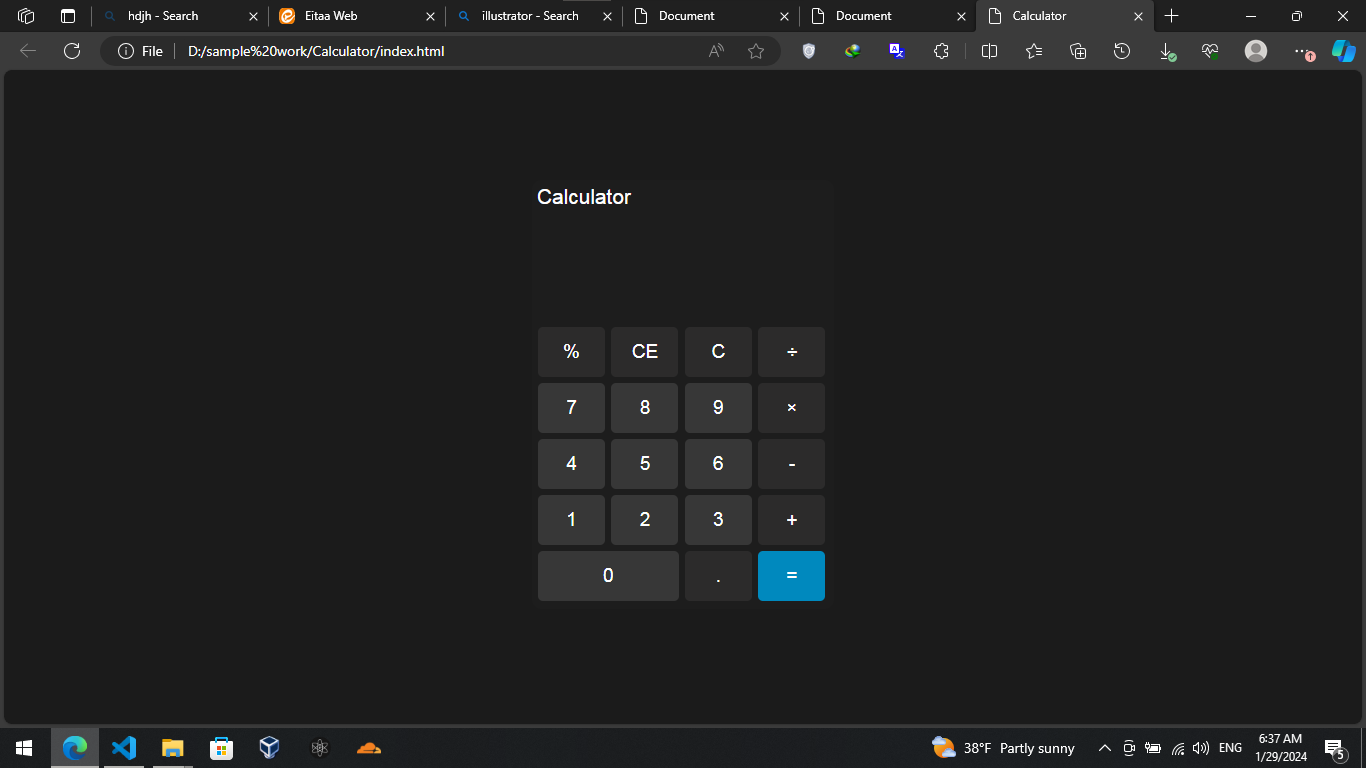 hdjh - Search
Eitaa Web
illustrator - Search
Document
Document
Calculator
File
D:/sample%20work/Calculator/index.html
Calculator
% CE C ÷
7 8 9 ×
4 5 6 -
1 2 3 +
0 . =
38°F Partly sunny
ENG
6:37 AM
1/29/2024
5